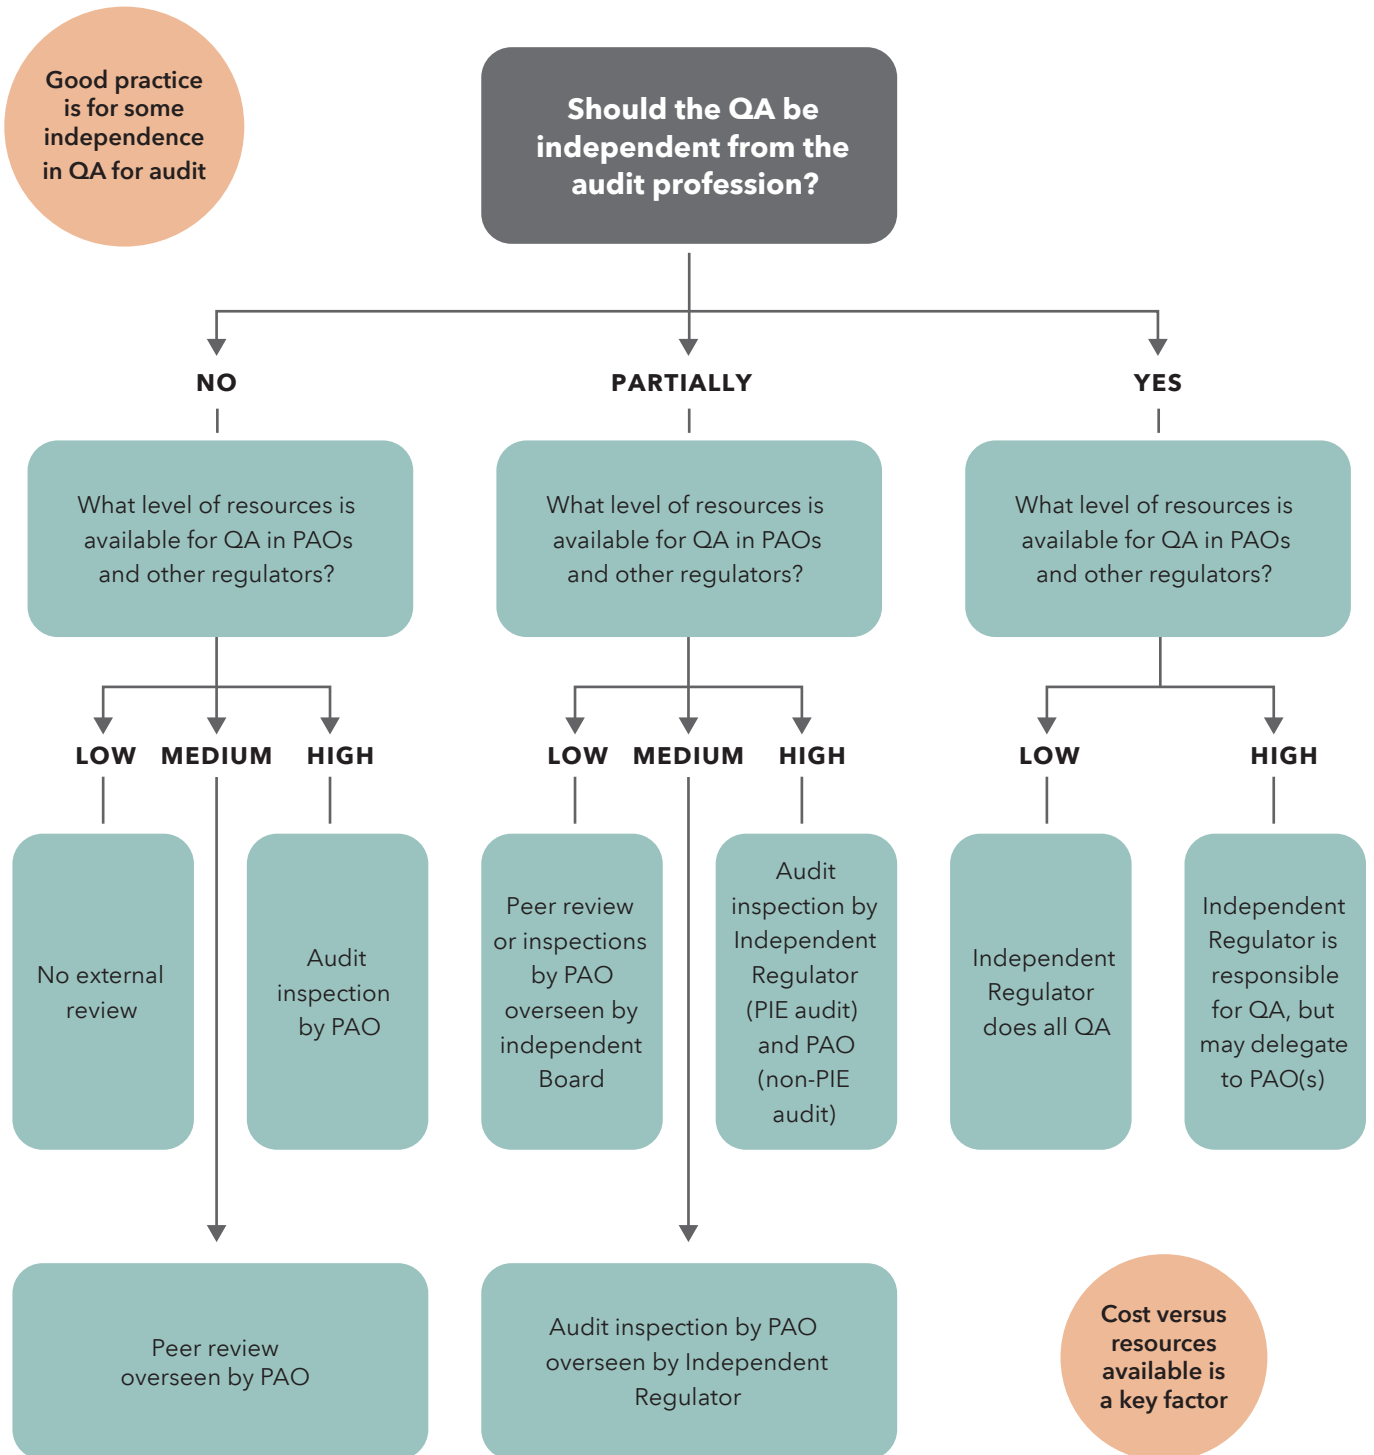 Good practice
is for some
independence
in QA for audit
Should the QA be
independent from the
audit profession?
NO
PARTIALLY
YES
What level of resources is
available for QA in PAOs
and other regulators?
What level of resources is
available for QA in PAOs
and other regulators?
What level of resources is
available for QA in PAOs
and other regulators?
LOW
MEDIUM
HIGH
LOW
MEDIUM
HIGH
LOW
HIGH
No external
review
Audit
inspection
by PAO
Peer review
or inspections
by PAO
overseen by
independent
Board
Audit
inspection by
Independent
Regulator
(PIE audit)
and PAO
(non-PIE
audit)
Independent
Regulator
does all QA
Independent
Regulator is
responsible
for QA, but
may delegate
to PAO(s)
Peer review
overseen by PAO
Audit inspection by PAO
overseen by Independent
Regulator
Cost versus
resources
available is
a key factor